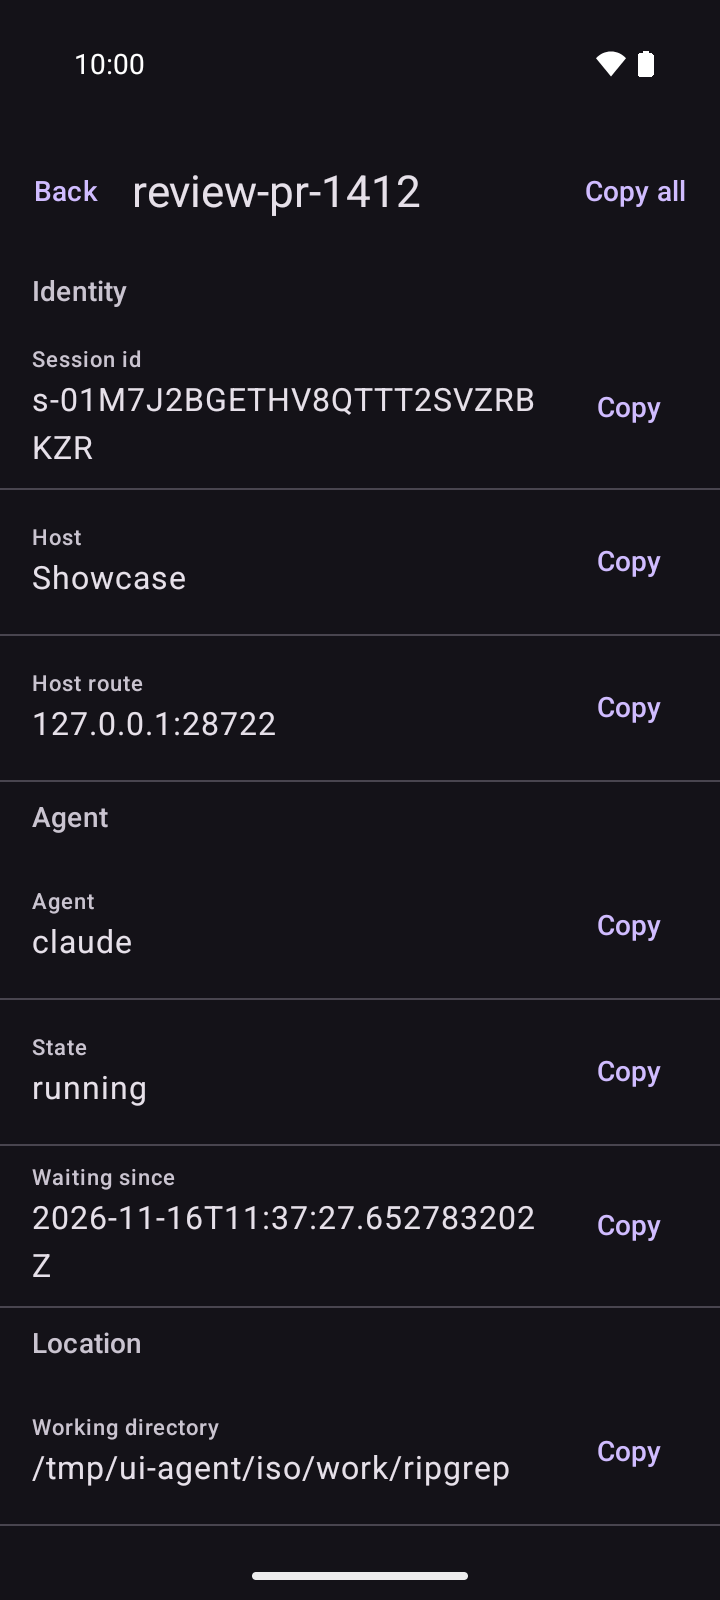 10:00
Back review-pr-1412 Copy all
Identity
Session id
s-01M7J2BGETHV8QTTT2SVZRB
KZR
Copy
Host
Showcase
Copy
Host route
127.0.0.1:28722
Copy
Agent
Agent
claude
Copy
State
running
Copy
Waiting since
2026-11-16T11:37:27.652783202
Z
Copy
Location
Working directory
/tmp/ui-agent/iso/work/ripgrep
Copy